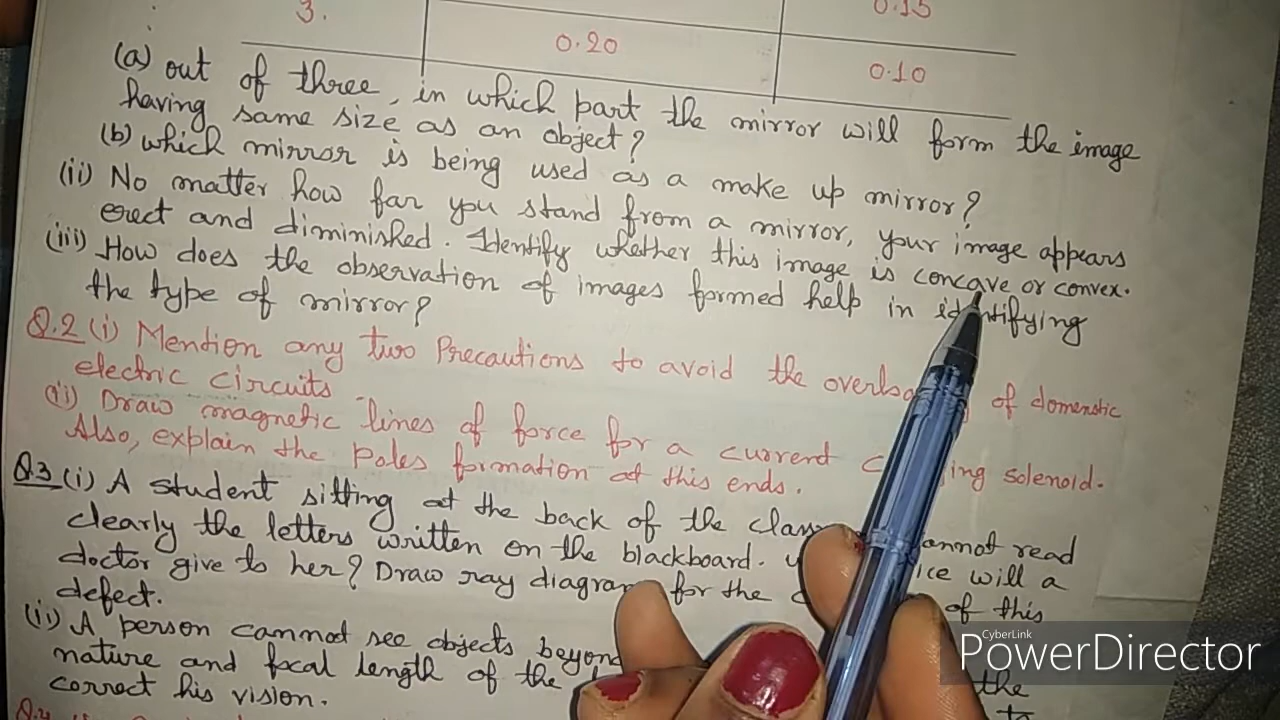 3.
0.15
0.20
0.10
(a) out of three, in which part the mirror will form the image
having same size as an object?
(b) which mirror is being used as a make up mirror?
(ii) No matter how far you stand from a mirror, your image appears
erect and diminished. Identify whether this image is concave or convex.
(iii) How does the observation of images formed help in identifying
the type of mirror?
Q.2 (i) Mention any two Precautions to avoid the of domenstic
electric circuits
(ii) Draw magnetic lines of force for a current solenoid.
Also, explain the Poles formation at this ends.
Q.3 (i) A student sitting at the back of the read
clearly the letters written on the blackboard. will a
doctor give to her? Draw ray diagram for the of this
defect.
(ii) A person cannot see objects beyond
nature and focal length of the the
correct his vision. to
CyberLink
PowerDirector